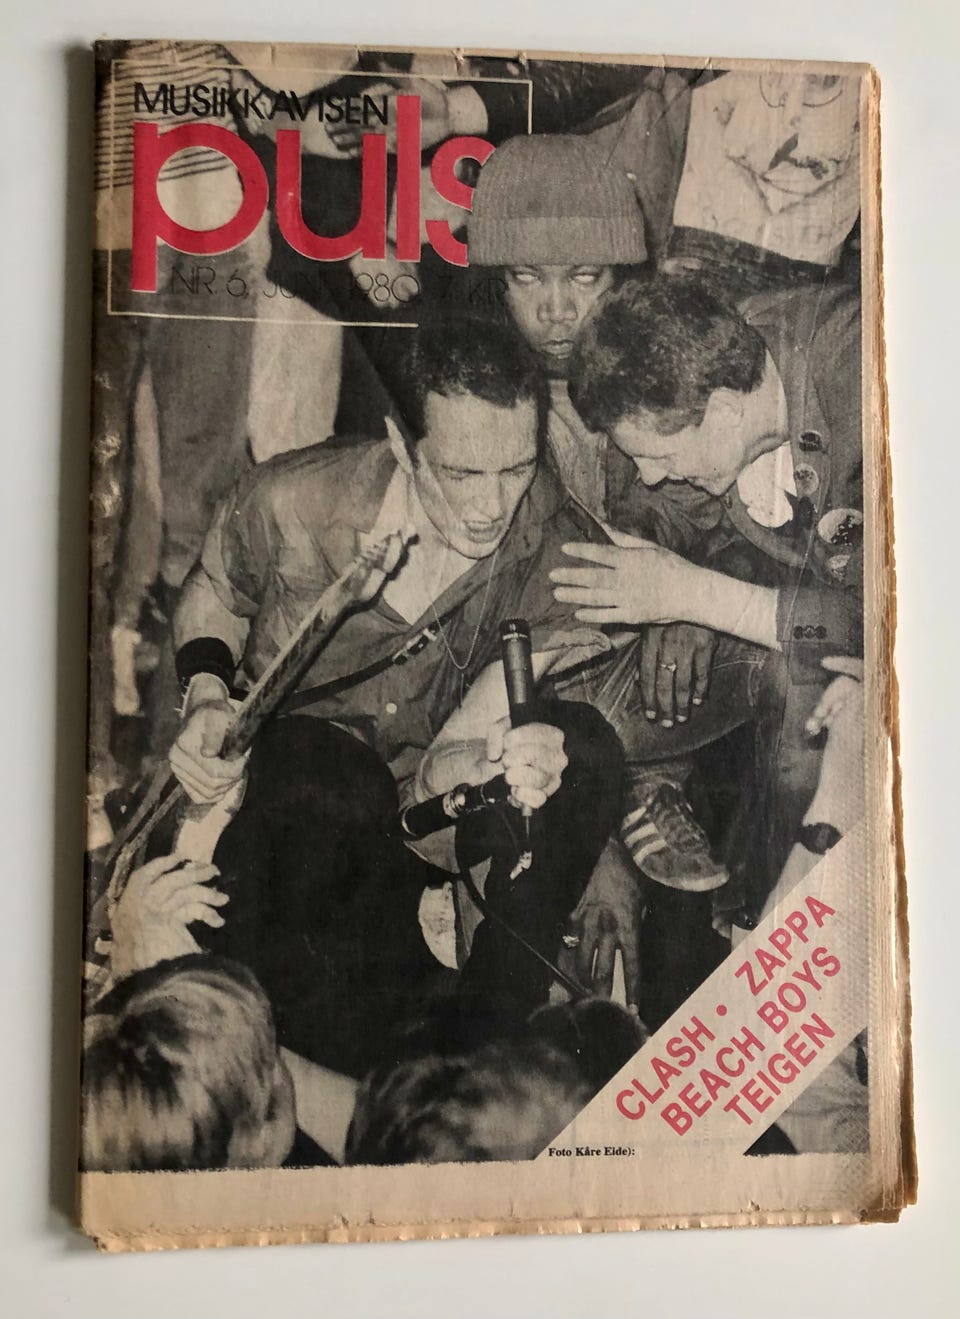 MUSIKKAVISEN
puls
NR. 6, JUNI 1980, 7 KR
CLASH • ZAPPA
BEACH BOYS
TEIGEN
Foto Kåre Eide):